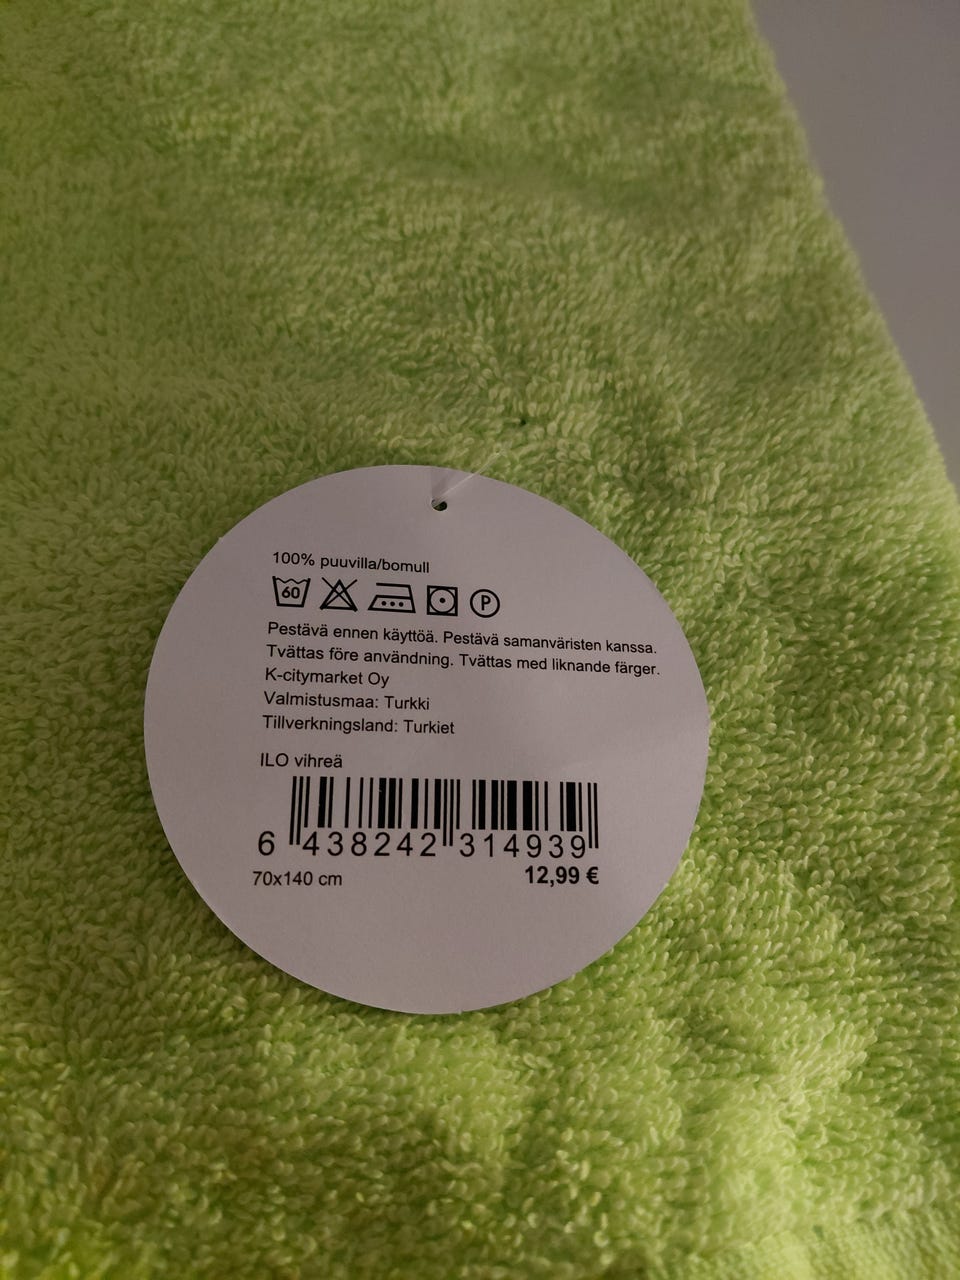 100% puuvilla/bomull
60 P
Pestävä ennen käyttöä. Pestävä samanväristen kanssa.
Tvättas före användning. Tvättas med liknande färger.
K-citymarket Oy
Valmistusmaa: Turkki
Tillverkningsland: Turkiet
ILO vihreä
6 438242 314939
70x140 cm 12,99 €